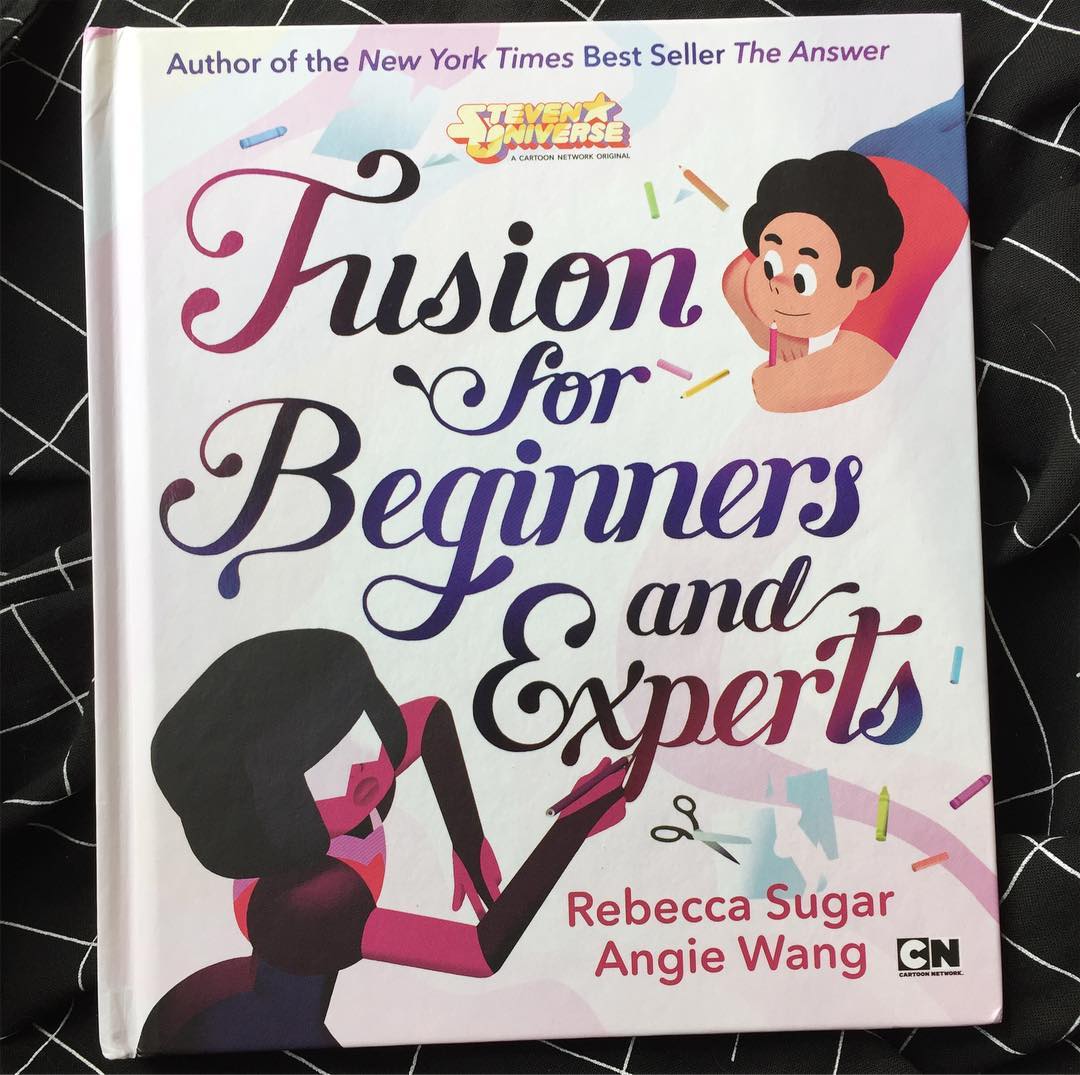 Author of the New York Times Best Seller The Answer
STEVEN
UNIVERSE
A CARTOON NETWORK ORIGINAL
Fusion
for
Beginners
and
Experts
Rebecca Sugar
Angie Wang
CN
CARTOON NETWORK